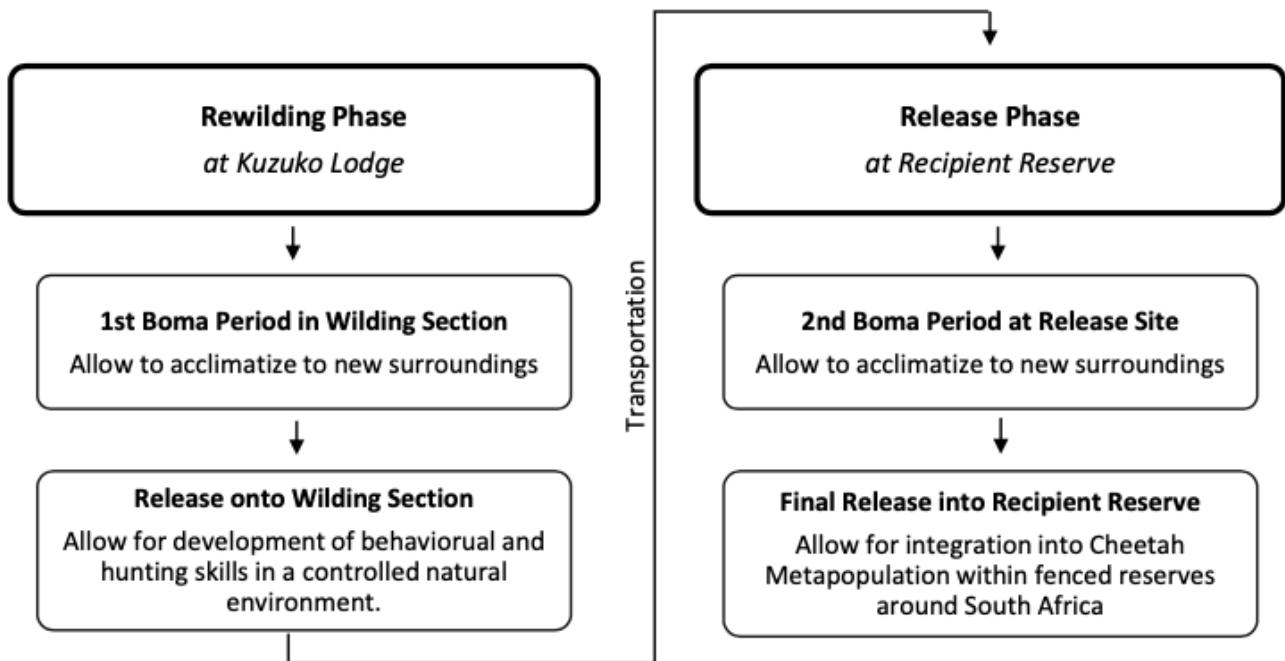 Rewilding Phase
at Kuzuko Lodge
1st Boma Period in Wilding Section
Allow to acclimatize to new surroundings
Release onto Wilding Section
Allow for development of behaviorual and
hunting skills in a controlled natural
environment.
Transportation
Release Phase
at Recipient Reserve
2nd Boma Period at Release Site
Allow to acclimatize to new surroundings
Final Release into Recipient Reserve
Allow for integration into Cheetah
Metapopulation within fenced reserves
around South Africa